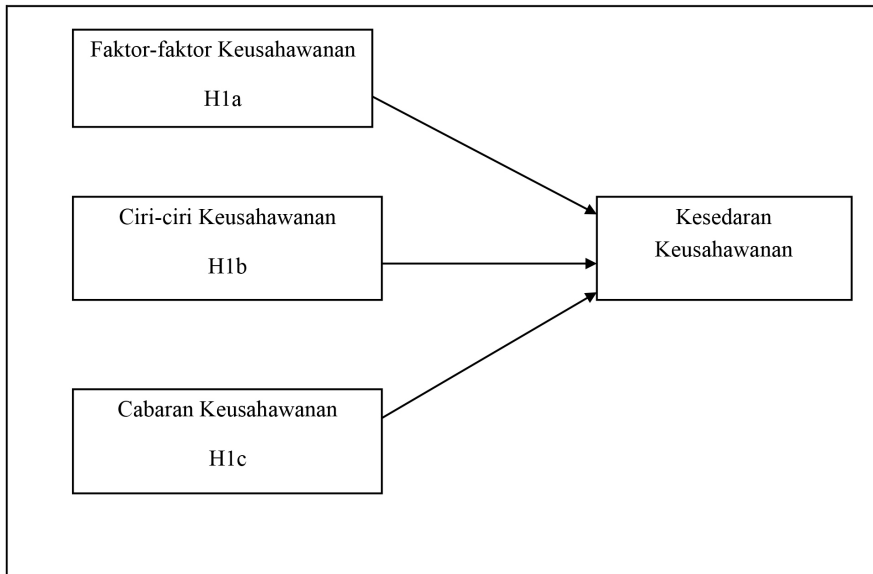 Faktor-faktor Keusahawanan
H1a
Ciri-ciri Keusahawanan
H1b
Kesedaran
Keusahawanan
Cabaran Keusahawanan
H1c